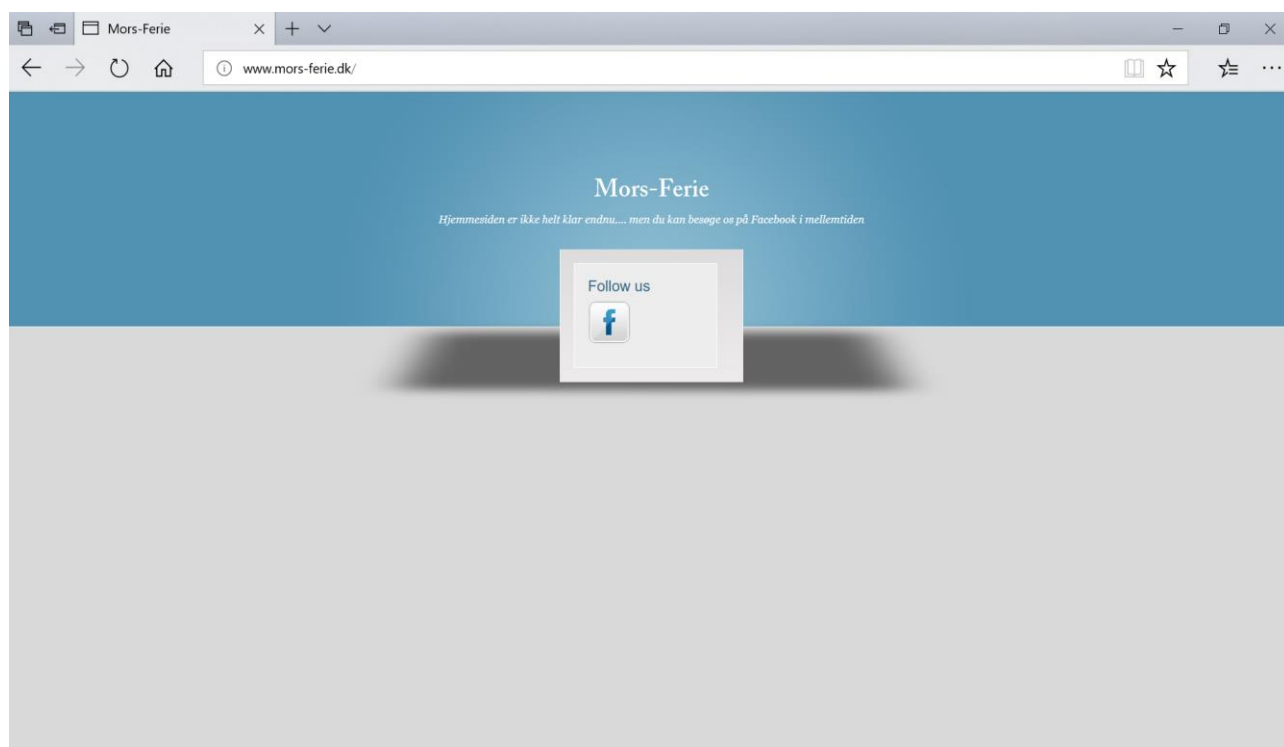 Mors-Ferie
www.mors-ferie.dk/
Mors-Ferie
Hjemmesiden er ikke helt klar endnu.... men du kan besøge os på Facebook i mellemtiden
Follow us
f